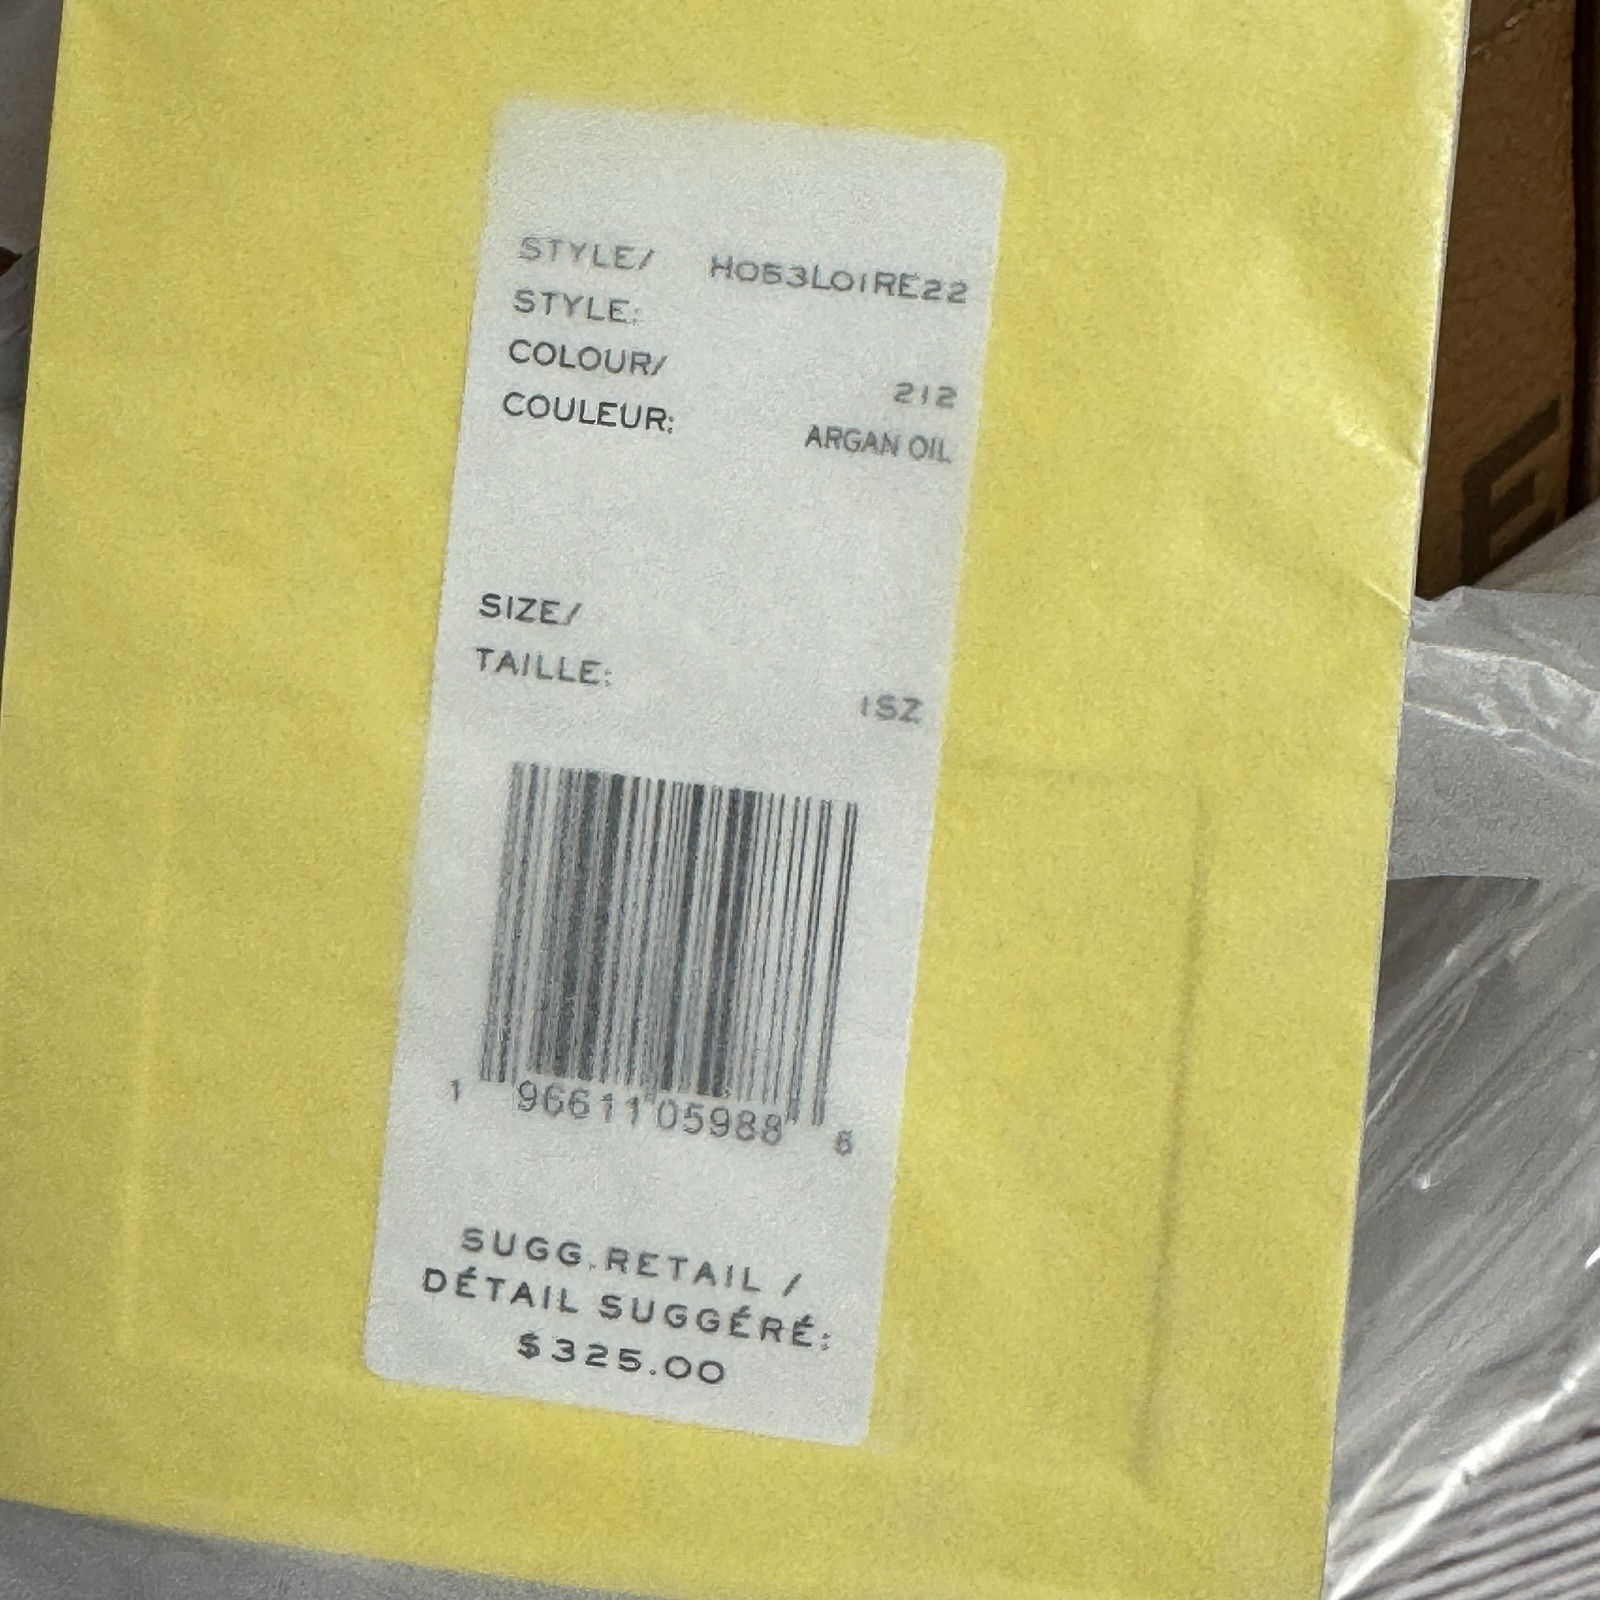 STYLE/ H053L01RE22
STYLE:
COLOUR/ 212
COULEUR: ARGAN OIL
SIZE/
TAILLE: 1SZ
1 96611 05988 6
SUGG.RETAIL /
DÉTAIL SUGGÉRÉ:
$325.00
E